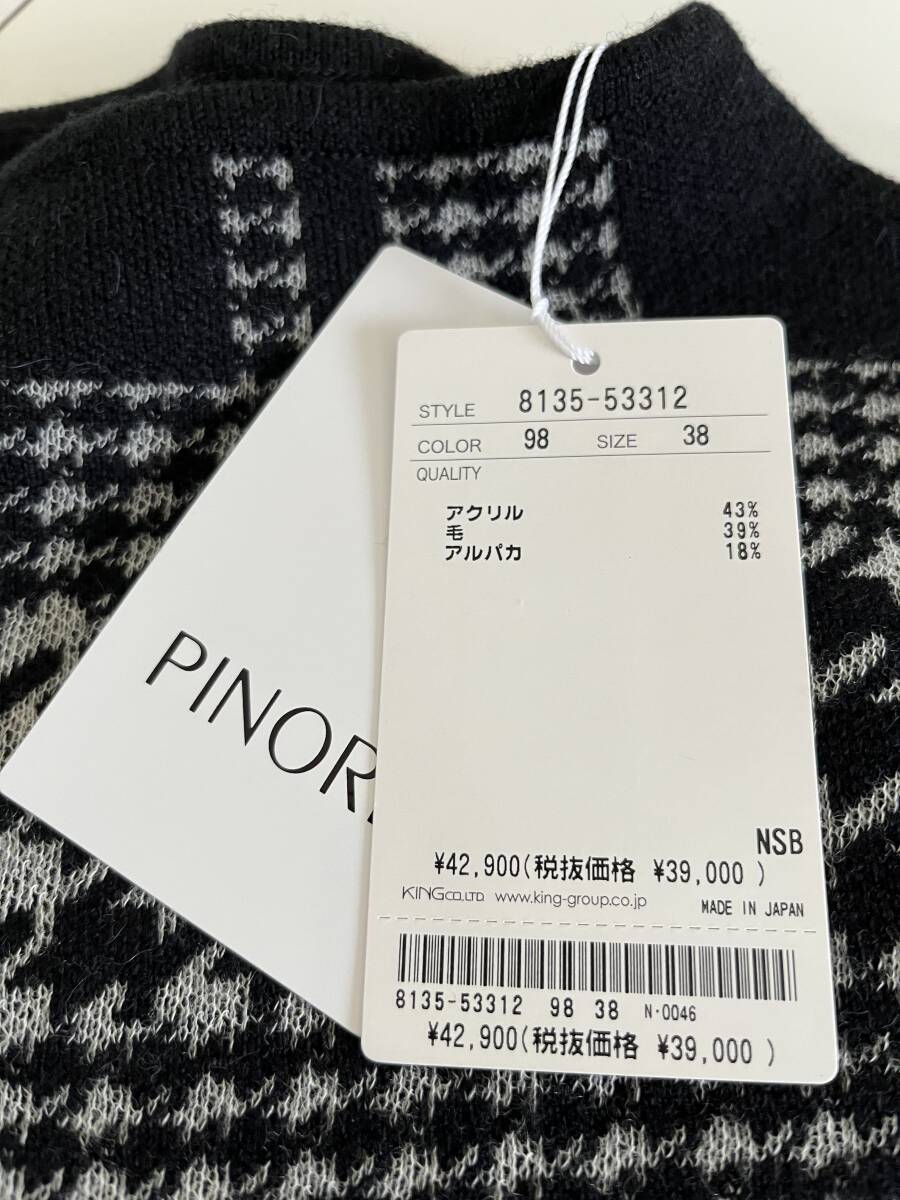 STYLE 8135-53312
COLOR 98 SIZE 38
QUALITY
アクリル 43%
毛 39%
アルパカ 18%
PINOR
NSB
¥42,900(税抜価格 ¥39,000 )
KING CO.,LTD www.king-group.co.jp
MADE IN JAPAN
8135-53312 98 38 N·0046
¥42,900(税抜価格 ¥39,000 )